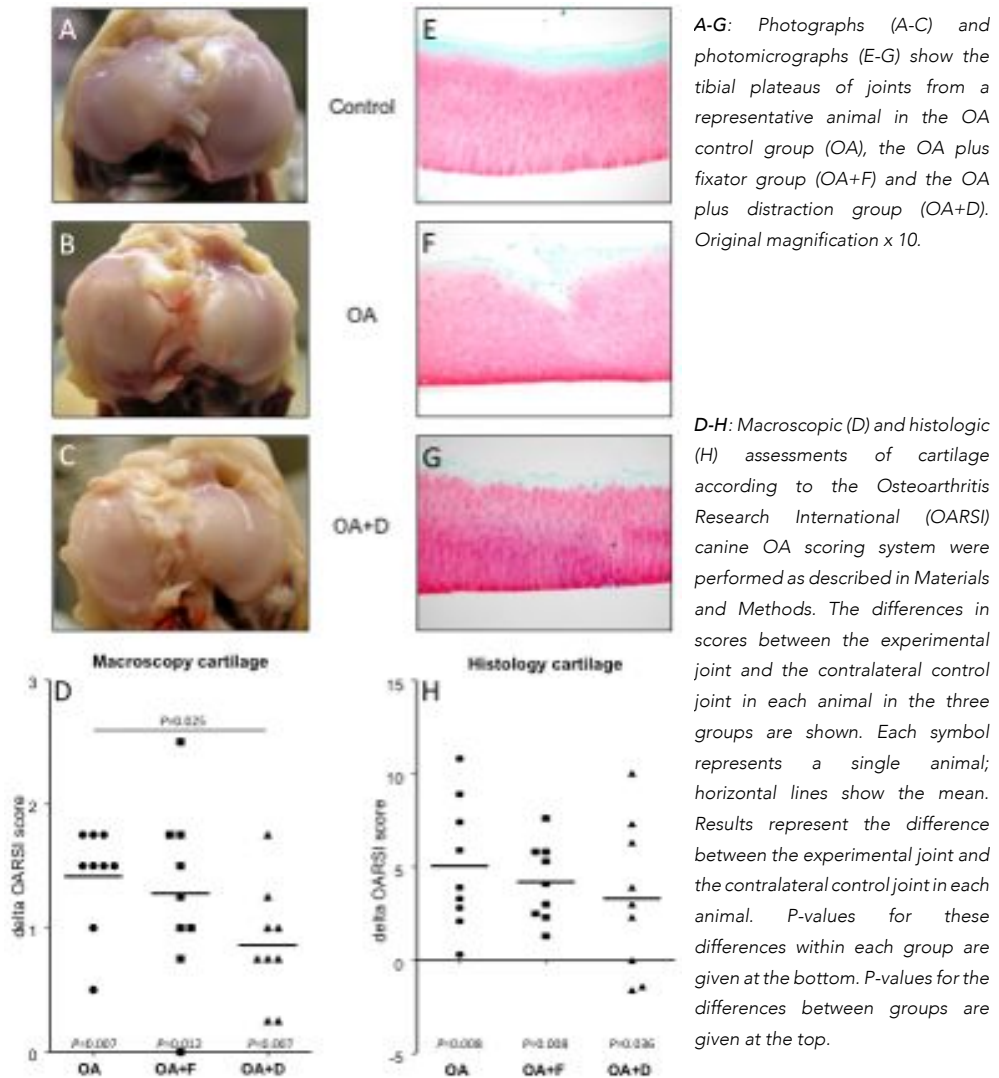 A
E
Control
B
F
OA
C
G
OA+D
Macroscopy cartilage
D
P=0.025
3
2
1
0
delta OARSI score
P=0.007
P=0.012
P=0.007
OA
OA+F
OA+D
Histology cartilage
H
15
10
5
0
-5
delta OARSI score
P=0.008
P=0.008
P=0.036
OA
OA+F
OA+D
A-G: Photographs (A-C) and
photomicrographs (E-G) show the
tibial plateaus of joints from a
representative animal in the OA
control group (OA), the OA plus
fixator group (OA+F) and the OA
plus distraction group (OA+D).
Original magnification x 10.
D-H: Macroscopic (D) and histologic
(H) assessments of cartilage
according to the Osteoarthritis
Research International (OARSI)
canine OA scoring system were
performed as described in Materials
and Methods. The differences in
scores between the experimental
joint and the contralateral control
joint in each animal in the three
groups are shown. Each symbol
represents a single animal;
horizontal lines show the mean.
Results represent the difference
between the experimental joint and
the contralateral control joint in each
animal. P-values for these
differences within each group are
given at the bottom. P-values for the
differences between groups are
given at the top.